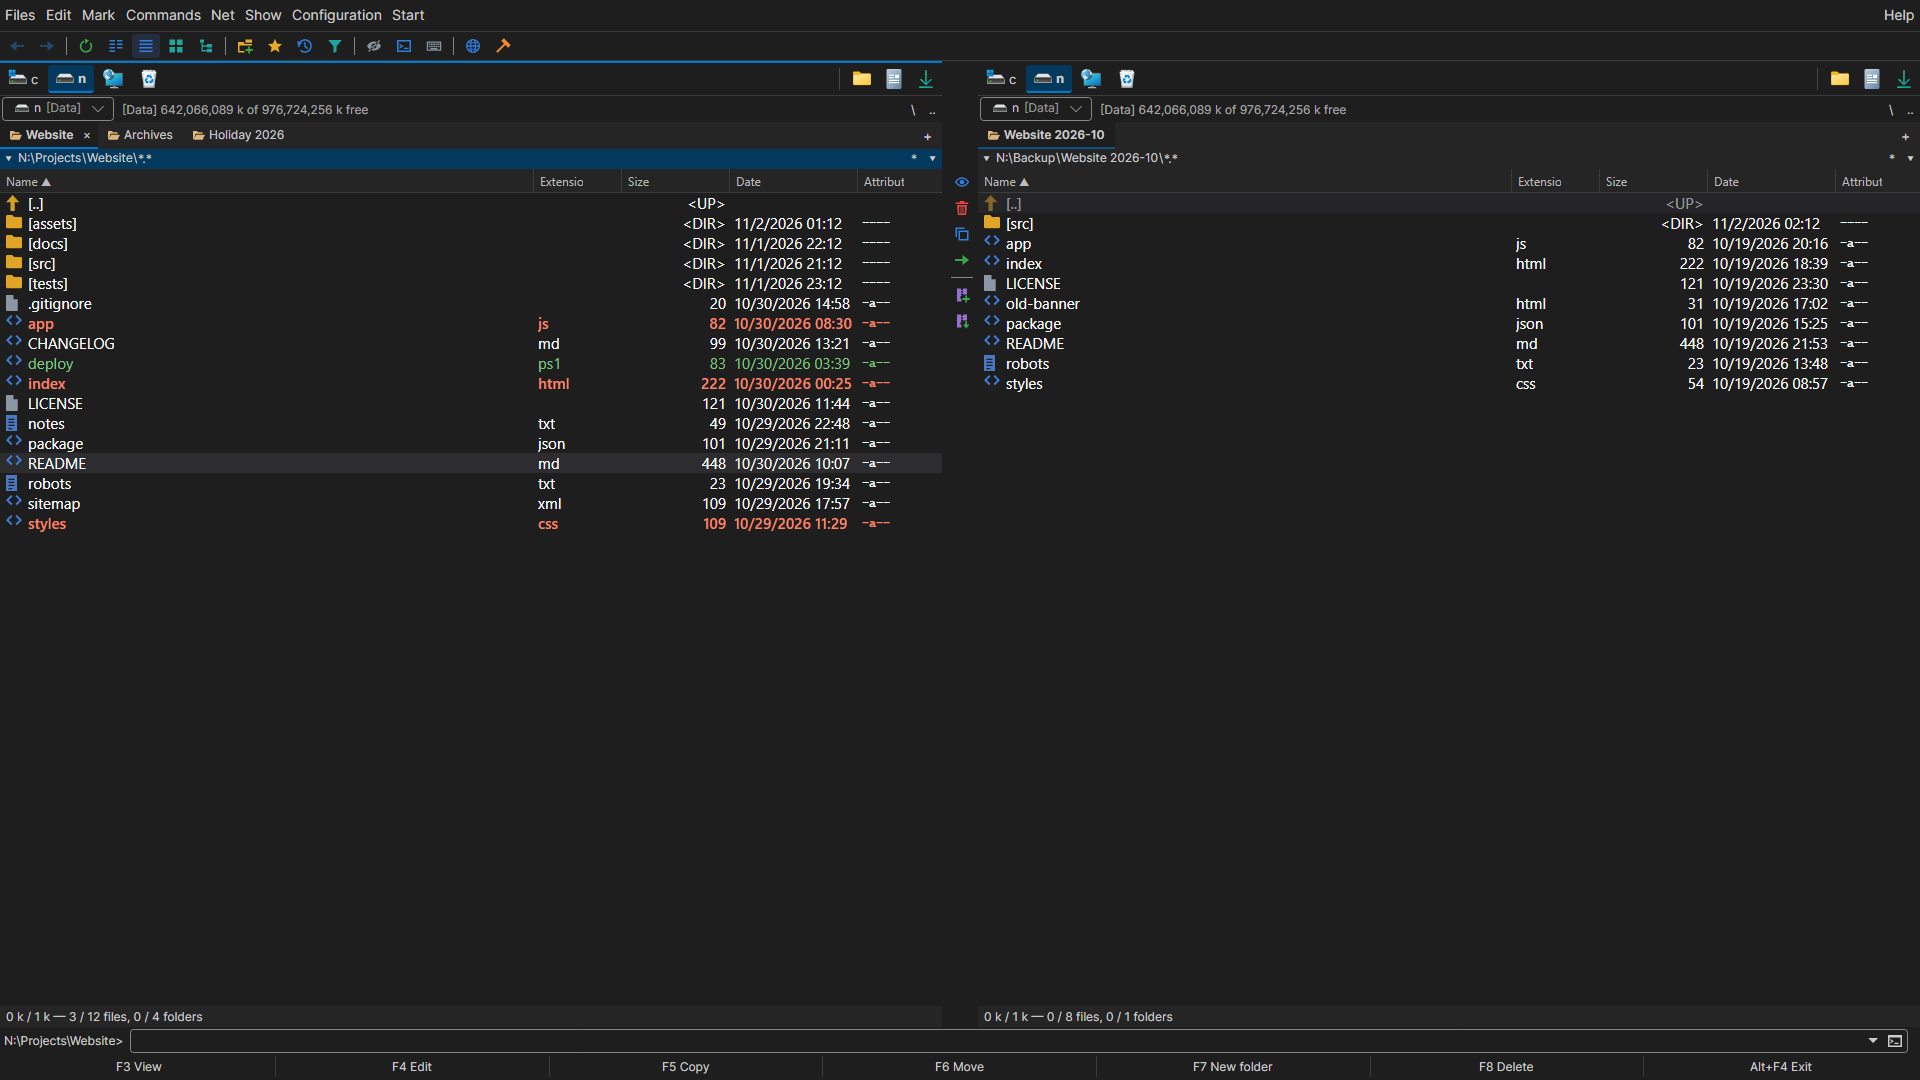 Files Edit Mark Commands Net Show Configuration Start Help
c n c n
n [Data] [Data] 642,066,089 k of 976,724,256 k free \ ..
n [Data] [Data] 642,066,089 k of 976,724,256 k free \ ..
Website × Archives Holiday 2026 +
Website 2026-10 +
N:\Projects\Website\*.* * ▾
N:\Backup\Website 2026-10\*.* * ▾
Name Extensio Size Date Attribut
[..] <UP>
[assets] <DIR> 11/2/2026 01:12 ----
[docs] <DIR> 11/1/2026 22:12 ----
[src] <DIR> 11/1/2026 21:12 ----
[tests] <DIR> 11/1/2026 23:12 ----
.gitignore 20 10/30/2026 14:58 -a--
app js 82 10/30/2026 08:30 -a--
CHANGELOG md 99 10/30/2026 13:21 -a--
deploy ps1 83 10/30/2026 03:39 -a--
index html 222 10/30/2026 00:25 -a--
LICENSE 121 10/30/2026 11:44 -a--
notes txt 49 10/29/2026 22:48 -a--
package json 101 10/29/2026 21:11 -a--
README md 448 10/30/2026 10:07 -a--
robots txt 23 10/29/2026 19:34 -a--
sitemap xml 109 10/29/2026 17:57 -a--
styles css 109 10/29/2026 11:29 -a--
Name Extensio Size Date Attribut
[..] <UP>
[src] <DIR> 11/2/2026 02:12 ----
app js 82 10/19/2026 20:16 -a--
index html 222 10/19/2026 18:39 -a--
LICENSE 121 10/19/2026 23:30 -a--
old-banner html 31 10/19/2026 17:02 -a--
package json 101 10/19/2026 15:25 -a--
README md 448 10/19/2026 21:53 -a--
robots txt 23 10/19/2026 13:48 -a--
styles css 54 10/19/2026 08:57 -a--
0 k / 1 k — 3 / 12 files, 0 / 4 folders
0 k / 1 k — 0 / 8 files, 0 / 1 folders
N:\Projects\Website>
F3 View F4 Edit F5 Copy F6 Move F7 New folder F8 Delete Alt+F4 Exit